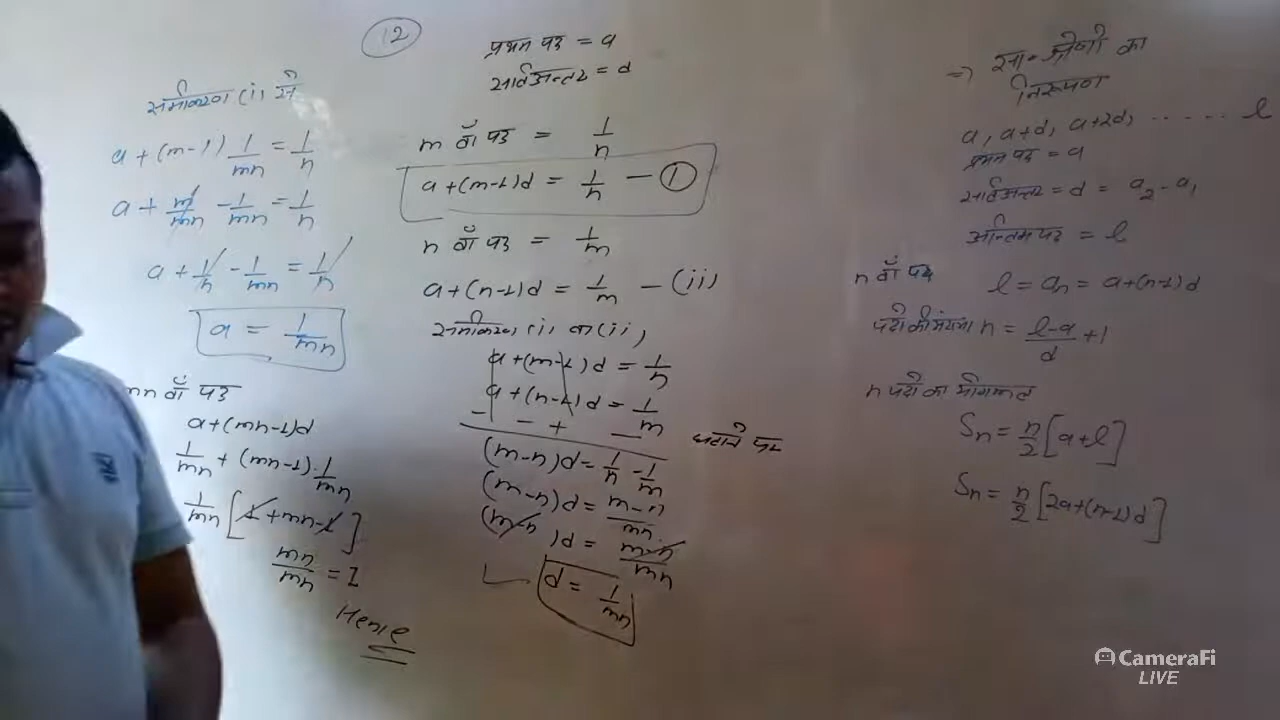 12
प्रथम पद = a
सार्वअन्तर = d
m वाँ पद = 1/n
a+(m-1)d = 1/n — ①
n वाँ पद = 1/m
a+(n-1)d = 1/m — (ii)
समीकरण (i) व (ii)
a+(m-1)d = 1/n
a+(n-1)d = 1/m
- - + -
घटाने पर
(m-n)d = 1/n - 1/m
(m-n)d = m-n/mn
(m-n)d = m-n/mn
d = 1/mn
समीकरण (i) से
a+(m-1) 1/mn = 1/n
a + m/mn - 1/mn = 1/n
a + 1/n - 1/mn = 1/n
a = 1/mn
mn वाँ पद
a+(mn-1)d
1/mn + (mn-1).1/mn
1/mn [1+mn-1]
mn/mn = 1
⇒ स० श्रेणी का
निरूपण
a, a+d, a+2d, ..... l
प्रथम पद = a
सार्वअन्तर = d = a₂-a₁
अन्तिम पद = l
n वाँ पद l = an = a+(n-1)d
पदों की संख्या n = l-a/d +1
n पदों का योगफल
Sn = n/2 [a+l]
Sn = n/2 [2a+(n-1)d]
CameraFi
LIVE